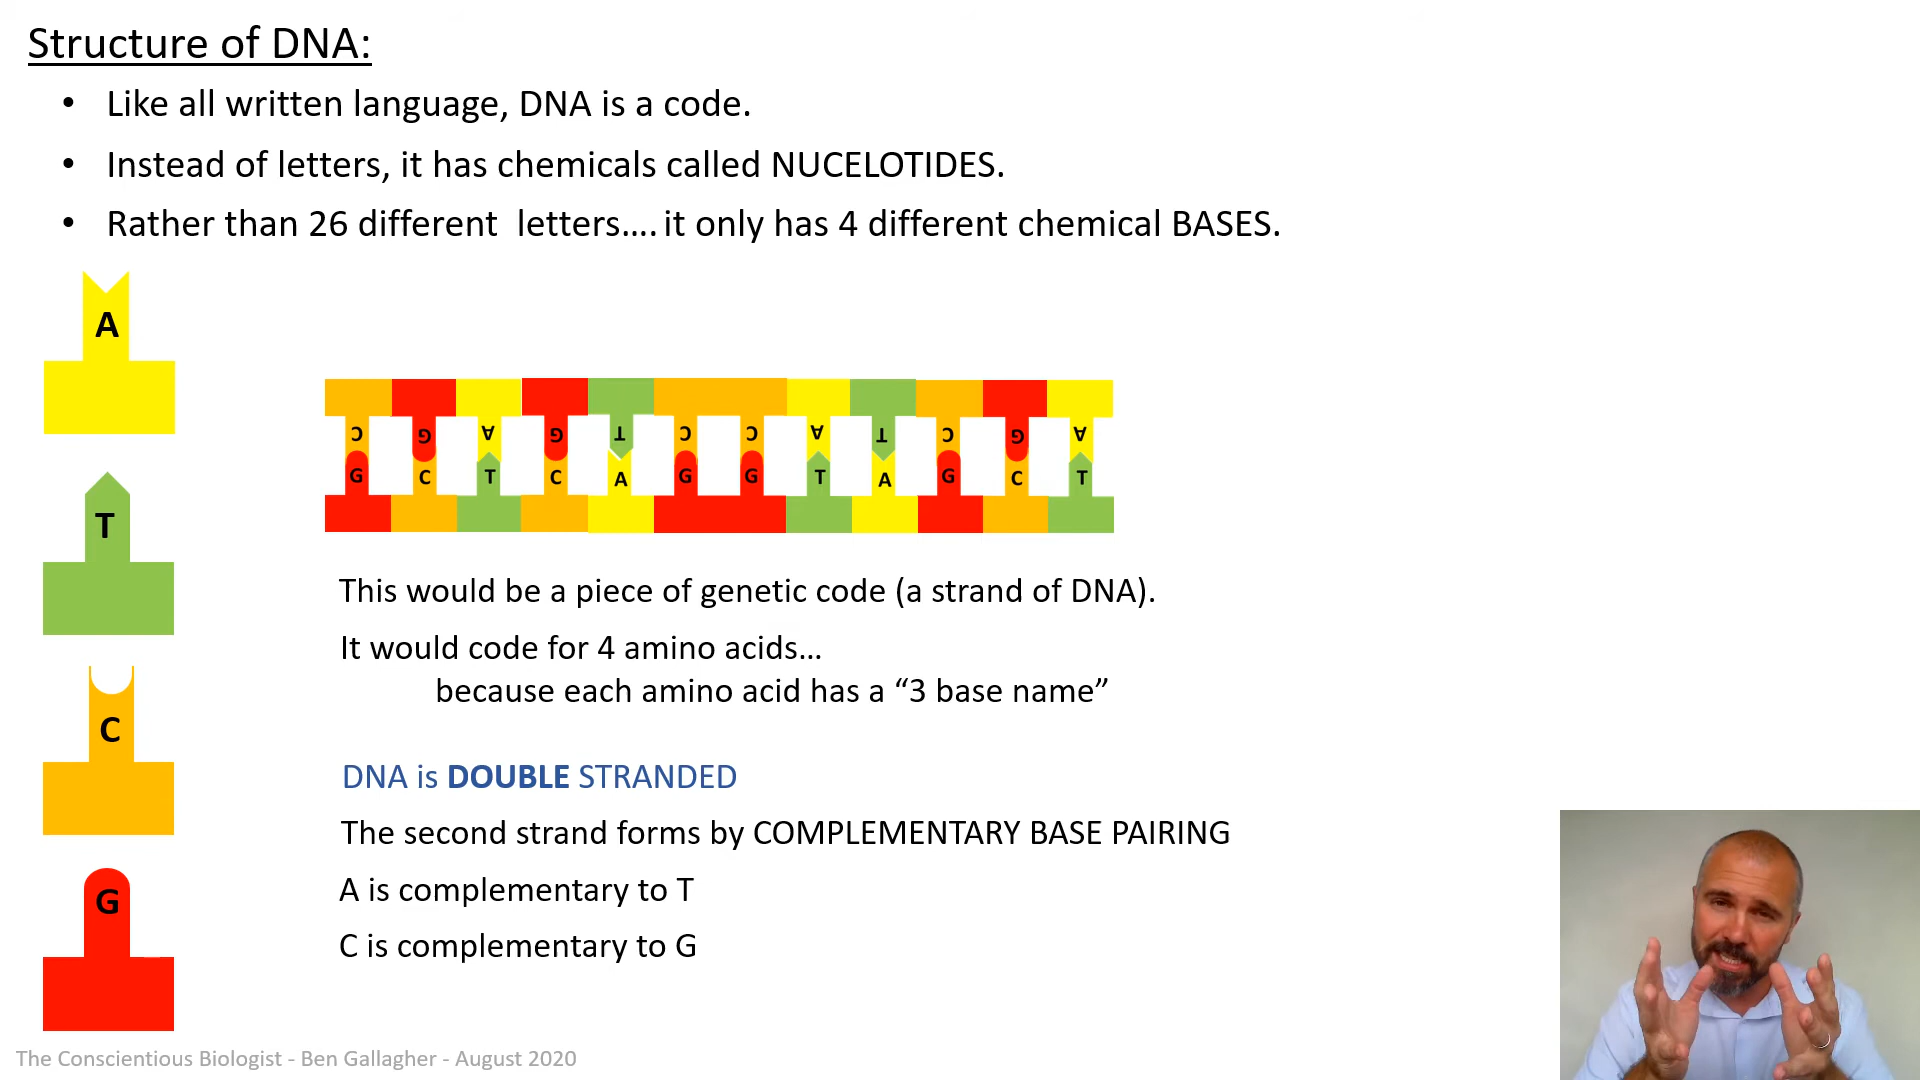 Structure of DNA:
• Like all written language, DNA is a code.
• Instead of letters, it has chemicals called NUCELOTIDES.
• Rather than 26 different letters.... it only has 4 different chemical BASES.
A
T
C
G
C G A G T C C A T C G A
G C T C A G G T A G C T
This would be a piece of genetic code (a strand of DNA).
It would code for 4 amino acids...
because each amino acid has a “3 base name”
DNA is DOUBLE STRANDED
The second strand forms by COMPLEMENTARY BASE PAIRING
A is complementary to T
C is complementary to G
The Conscientious Biologist - Ben Gallagher - August 2020